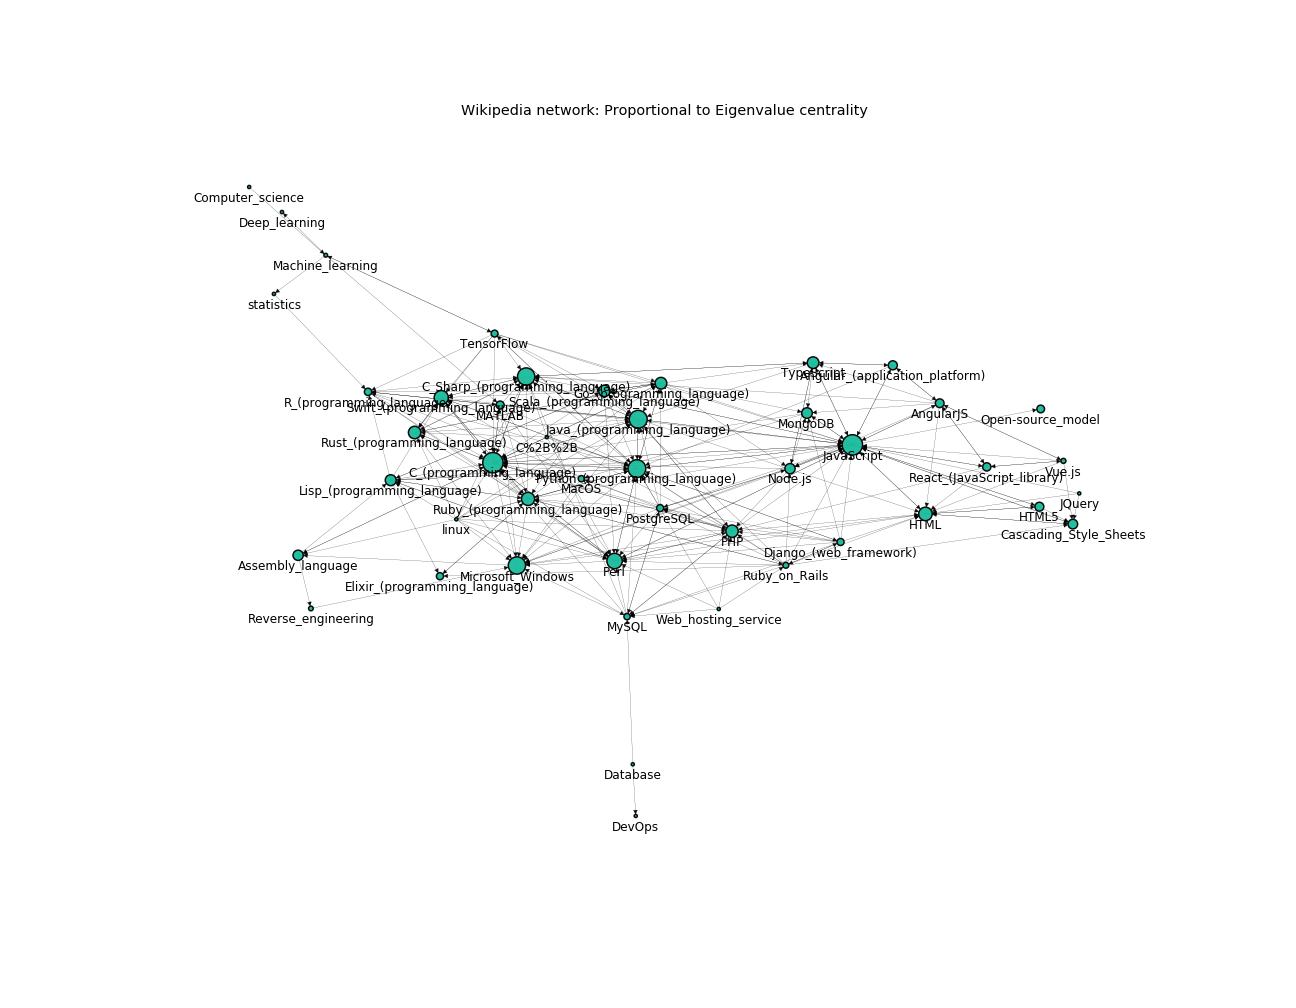 Wikipedia network: Proportional to Eigenvalue centrality
Computer_science
Deep_learning
Machine_learning
statistics
TensorFlow
TypeScript
Angular_(application_platform)
C_Sharp_(programming_language)
Go_(programming_language)
R_(programming_language)
Swift_(programming_language)
Scala_(programming_language)
MATLAB
AngularJS
Open-source_model
MongoDB
Java_(programming_language)
Rust_(programming_language)
C%2B%2B
JavaScript
C_(programming_language)
Python_(programming_language)
Node.js
React_(JavaScript_library)
Vue.js
Lisp_(programming_language)
MacOS
JQuery
Ruby_(programming_language)
PostgreSQL
HTML5
linux
HTML
Cascading_Style_Sheets
PHP
Django_(web_framework)
Assembly_language
Microsoft_Windows
Perl
Ruby_on_Rails
Elixir_(programming_language)
Reverse_engineering
MySQL
Web_hosting_service
Database
DevOps